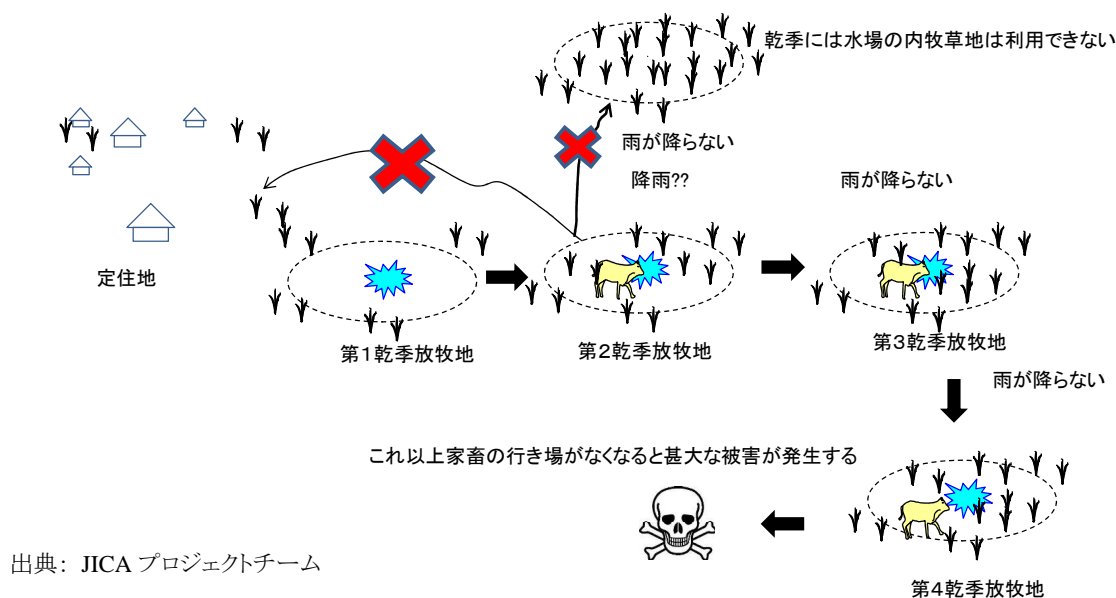 乾季には水場の内牧草地は利用できない
雨が降らない
降雨??
雨が降らない
定住地
第1乾季放牧地
第2乾季放牧地
第3乾季放牧地
雨が降らない
これ以上家畜の行き場がなくなると甚大な被害が発生する
出典: JICA プロジェクトチーム
第4乾季放牧地